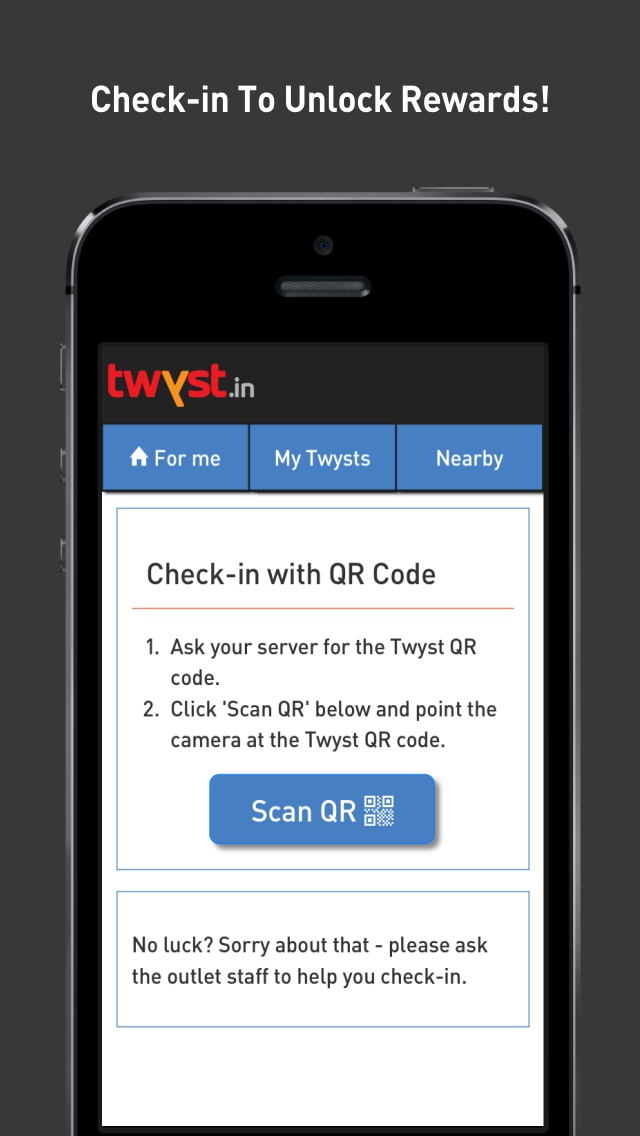 Check-in To Unlock Rewards!
twyst.in
For me My Twysts Nearby
Check-in with QR Code
1. Ask your server for the Twyst QR
code.
2. Click 'Scan QR' below and point the
camera at the Twyst QR code.
Scan QR
No luck? Sorry about that - please ask
the outlet staff to help you check-in.